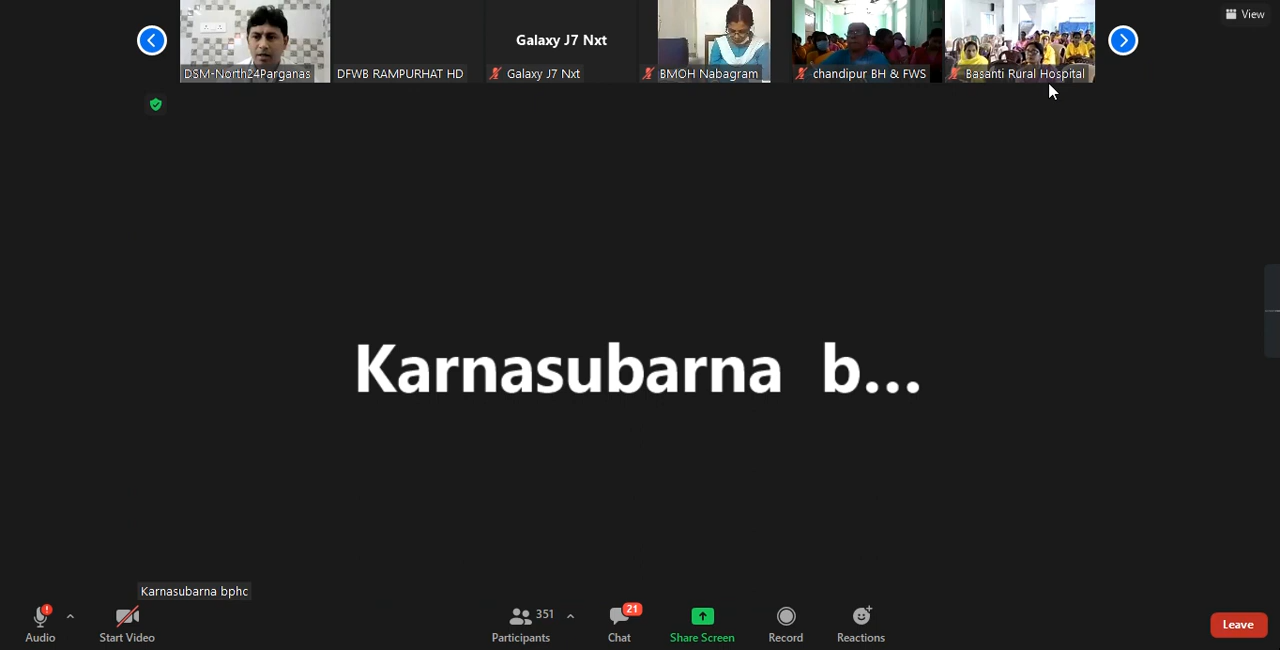 View
Galaxy J7 Nxt
DSM-North24Parganas
DFWB RAMPURHAT HD
Galaxy J7 Nxt
BMOH Nabagram
chandipur BH & FWS
Basanti Rural Hospital
Karnasubarna b...
Karnasubarna bphc
351
21
Audio
Start Video
Participants
Chat
Share Screen
Record
Reactions
Leave